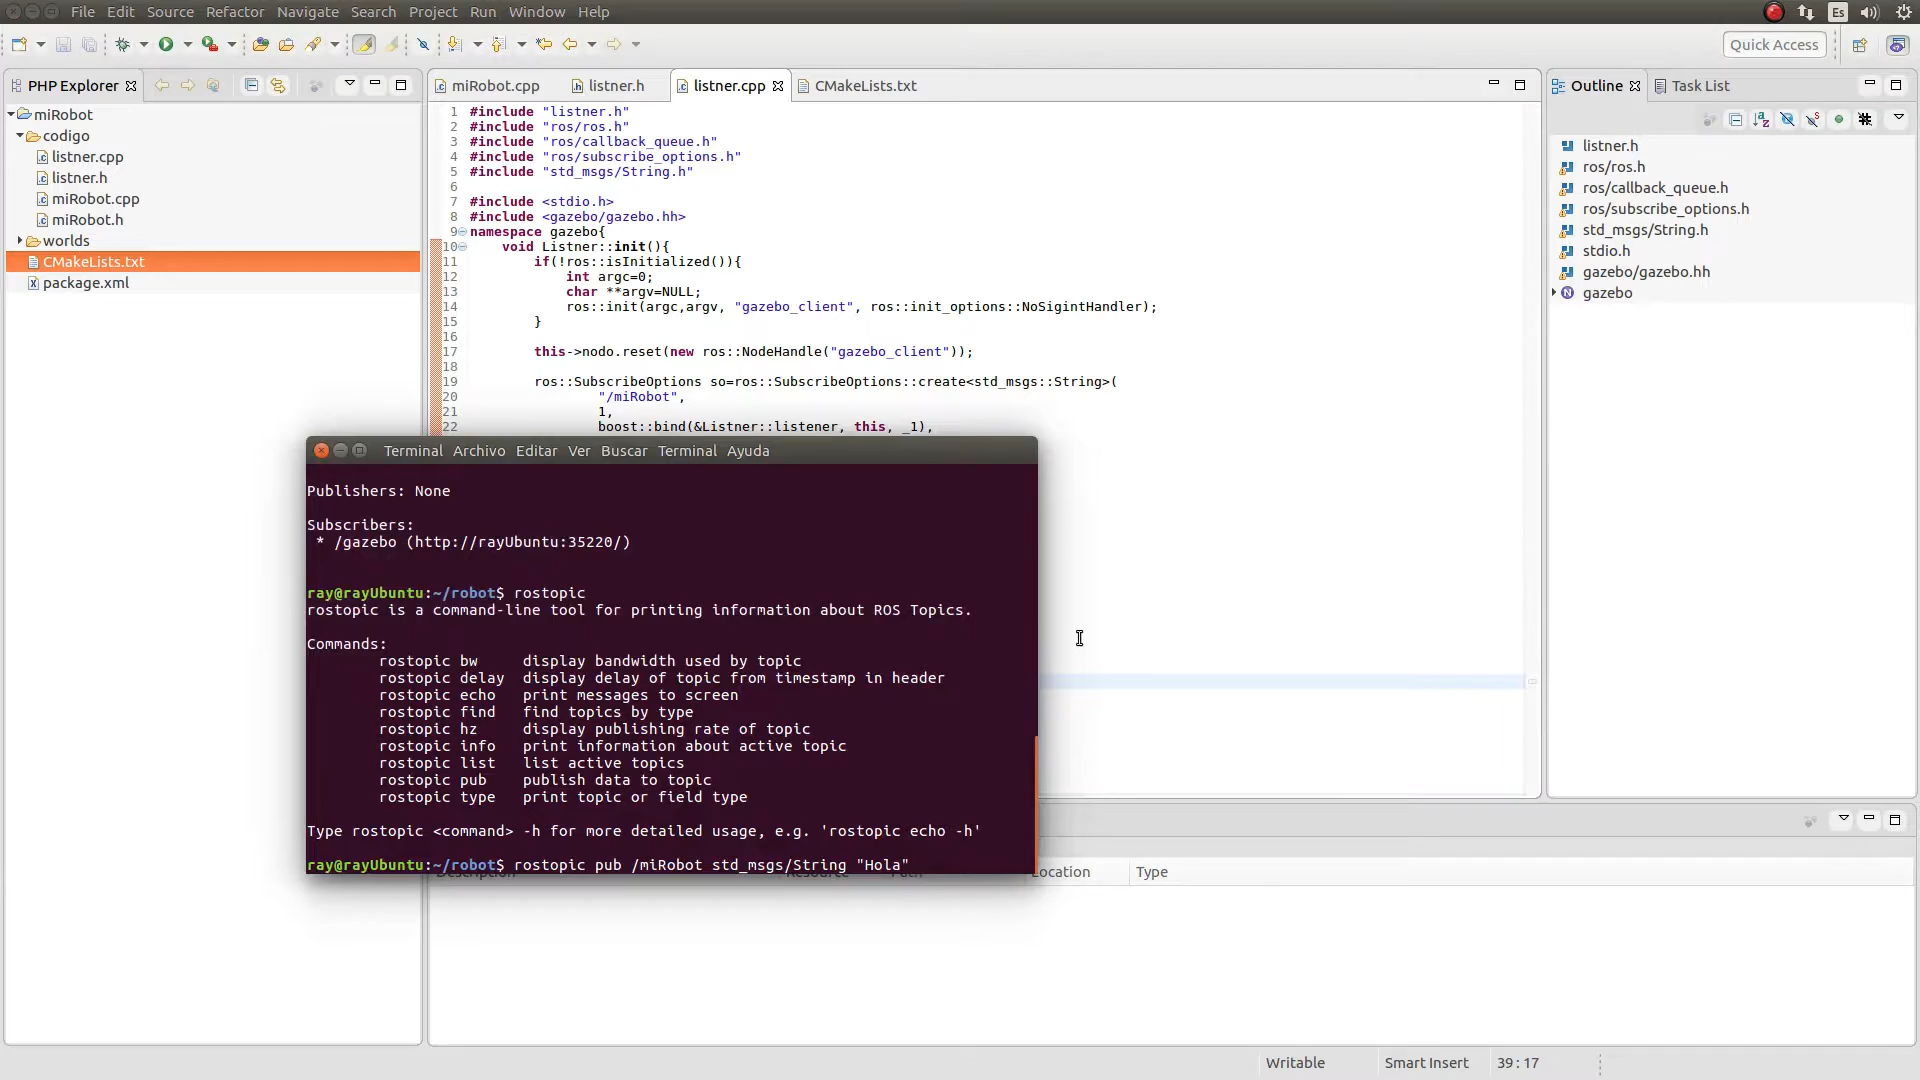 File Edit Source Refactor Navigate Search Project Run Window Help
Es
Quick Access
PHP Explorer
miRobot
codigo
listner.cpp
listner.h
miRobot.cpp
miRobot.h
worlds
CMakeLists.txt
package.xml
miRobot.cpp listner.h listner.cpp CMakeLists.txt
1 #include "listner.h"
2 #include "ros/ros.h"
3 #include "ros/callback_queue.h"
4 #include "ros/subscribe_options.h"
5 #include "std_msgs/String.h"
6
7 #include <stdio.h>
8 #include <gazebo/gazebo.hh>
9 namespace gazebo{
10 void Listner::init(){
11 if(!ros::isInitialized()){
12 int argc=0;
13 char **argv=NULL;
14 ros::init(argc,argv, "gazebo_client", ros::init_options::NoSigintHandler);
15 }
16
17 this->nodo.reset(new ros::NodeHandle("gazebo_client"));
18
19 ros::SubscribeOptions so=ros::SubscribeOptions::create<std_msgs::String>(
20 "/miRobot",
21 1,
22 boost::bind(&Listner::listener, this, _1),
Terminal Archivo Editar Ver Buscar Terminal Ayuda
Publishers: None
Subscribers:
* /gazebo (http://rayUbuntu:35220/)
ray@rayUbuntu:~/robot$ rostopic
rostopic is a command-line tool for printing information about ROS Topics.
Commands:
rostopic bw display bandwidth used by topic
rostopic delay display delay of topic from timestamp in header
rostopic echo print messages to screen
rostopic find find topics by type
rostopic hz display publishing rate of topic
rostopic info print information about active topic
rostopic list list active topics
rostopic pub publish data to topic
rostopic type print topic or field type
Type rostopic <command> -h for more detailed usage, e.g. 'rostopic echo -h'
ray@rayUbuntu:~/robot$ rostopic pub /miRobot std_msgs/String "Hola"
Location Type
Outline Task List
listner.h
ros/ros.h
ros/callback_queue.h
ros/subscribe_options.h
std_msgs/String.h
stdio.h
gazebo/gazebo.hh
gazebo
Writable Smart Insert 39 : 17